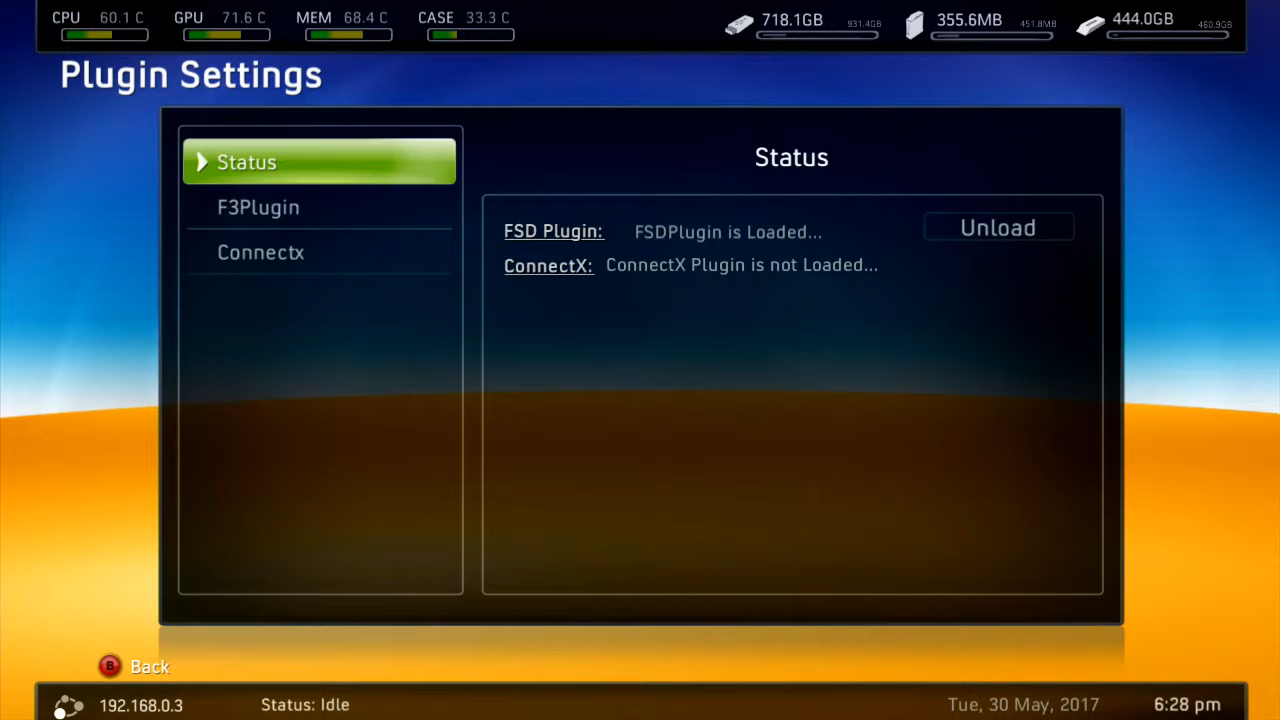 CPU 60.1 C GPU 71.6 C MEM 68.4 C CASE 33.3 C 718.1GB 931.4GB 355.6MB 451.8MB 444.0GB 460.9GB
Plugin Settings
Status
F3Plugin
Connectx
Status
FSD Plugin: FSDPlugin is Loaded... Unload
ConnectX: ConnectX Plugin is not Loaded...
B Back
192.168.0.3 Status: Idle Tue, 30 May, 2017 6:28 pm